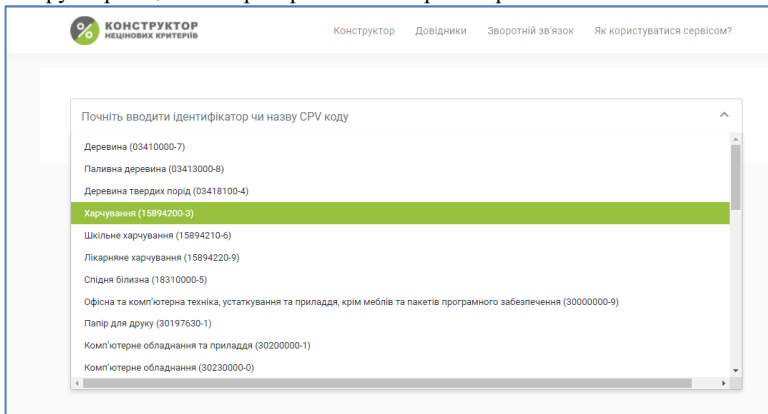 КОНСТРУКТОР
НЕЦІНОВИХ КРИТЕРІЇВ
Конструктор Довідники Зворотній зв'язок Як користуватися сервісом?
Почніть вводити ідентифікатор чи назву CPV коду
Деревина (03410000-7)
Паливна деревина (03413000-8)
Деревина твердих порід (03418100-4)
Харчування (15894200-3)
Шкільне харчування (15894210-6)
Лікарняне харчування (15894220-9)
Спідня білизна (18310000-5)
Офісна та комп'ютерна техніка, устаткування та приладдя, крім меблів та пакетів програмного забезпечення (30000000-9)
Папір для друку (30197630-1)
Комп'ютерне обладнання та приладдя (30200000-1)
Комп'ютерне обладнання (30230000-0)